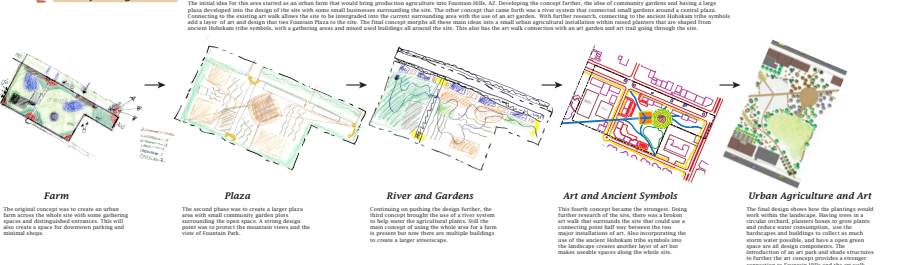 The initial idea for this area started as an urban farm that would bring production agriculture into Fountain Hills, AZ. Developing the concept farther, the idea of community gardens and having a large
plaza developed into the design of the site with some small businesses surrounding the site. The other concept that came forth was a river system that connected small gardens around a central plaza.
Connecting to the existing art walk allows the site to be intergraded into the current surrounding area with the use of an art garden. With further research, connecting to the ancient Hohokam tribe symbols
add a layer of art and design that ties Fountain Plaza to the site. The final concept morphs all these main ideas into a small urban agricultural installation within raised planters that are shaped from
ancient Hokatam tribe symbols, with a gathering areas and mixed used buildings all around the site. This also has the art walk connection with an art garden and art trail going through the site.
Farm
The original concept was to create an urban
farm across the whole site with some gathering
spaces and distinguished entrances. This will
also create a space for downtown parking and
minimal shops.
Plaza
The second phase was to create a larger plaza
area with small community garden plots
surrounding the open space. A strong design
point was to protect the mountain views and the
view of Fountain Park.
River and Gardens
Continuing on pushing the design further, the
third concept brought the use of a river system to
help water the agricultural plants. Still the
main concept of using the whole area for a farm
is present but now there are multiple buildings
to create a larger streetscape.
Art and Ancient Symbols
This fourth concept became the strongest. Doing
further research of the site, there was a broken
art walk that surrounds the site that could use a
connecting point half way between the two
major installations of art. Also incorporating the
use of the ancient Hohokam tribe symbols into
the landscape creates another layer of art but
makes useable spaces along the whole site.
Urban Agriculture and Art
The final design shows how the plantings would
work within the landscape. Having trees in a
circular orchard, planters boxes to grow plants
and reduce water consumption, use the
hardscapes and buildings to collect as much
storm water possible, and have a open green
space are all design components. The
introduction of an art park and shade structures
to further the art concept provides a stronger